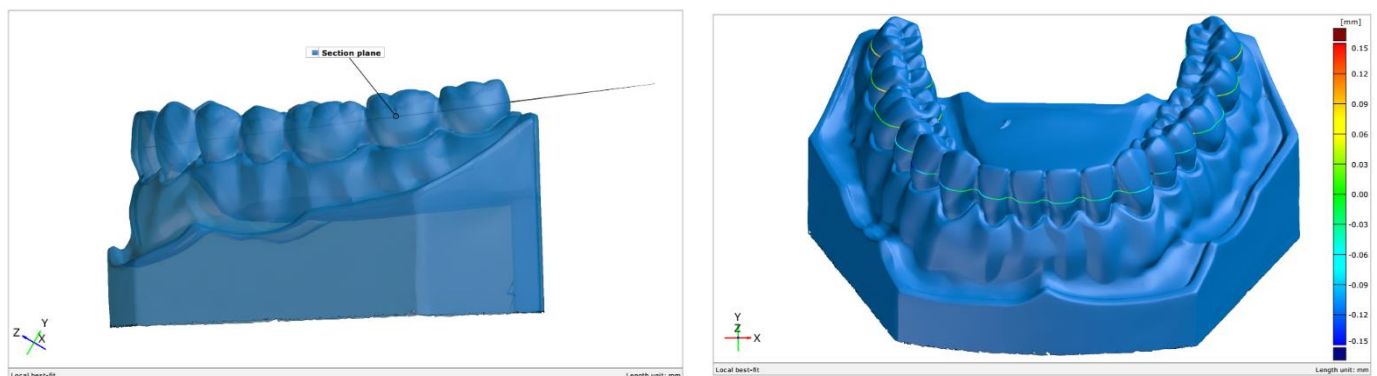 Section plane
Z
Y
X
Local best-fit
Length unit: mm
[mm]
0.15
0.12
0.09
0.06
0.03
0.00
-0.03
-0.06
-0.09
-0.12
-0.15
Y
Z
X
Local best-fit
Length unit: mm